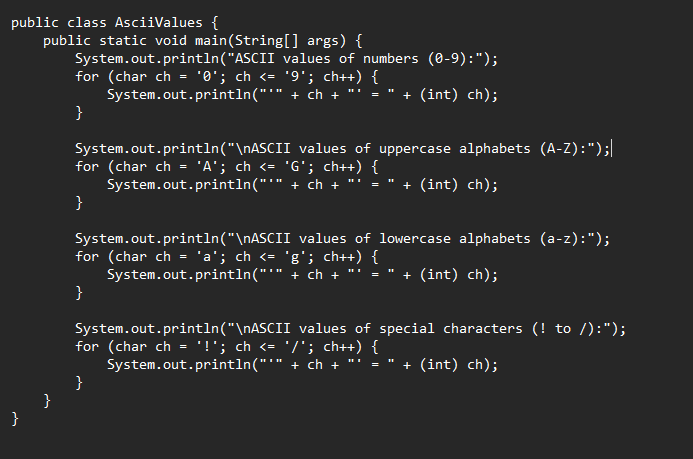 public class AsciiValues {
    public static void main(String[] args) {
        System.out.println("ASCII values of numbers (0-9):");
        for (char ch = '0'; ch <= '9'; ch++) {
            System.out.println("'" + ch + "' = " + (int) ch);
        }

        System.out.println("\nASCII values of uppercase alphabets (A-Z):");
        for (char ch = 'A'; ch <= 'G'; ch++) {
            System.out.println("'" + ch + "' = " + (int) ch);
        }

        System.out.println("\nASCII values of lowercase alphabets (a-z):");
        for (char ch = 'a'; ch <= 'g'; ch++) {
            System.out.println("'" + ch + "' = " + (int) ch);
        }

        System.out.println("\nASCII values of special characters (! to /):");
        for (char ch = '!'; ch <= '/'; ch++) {
            System.out.println("'" + ch + "' = " + (int) ch);
        }
    }
}